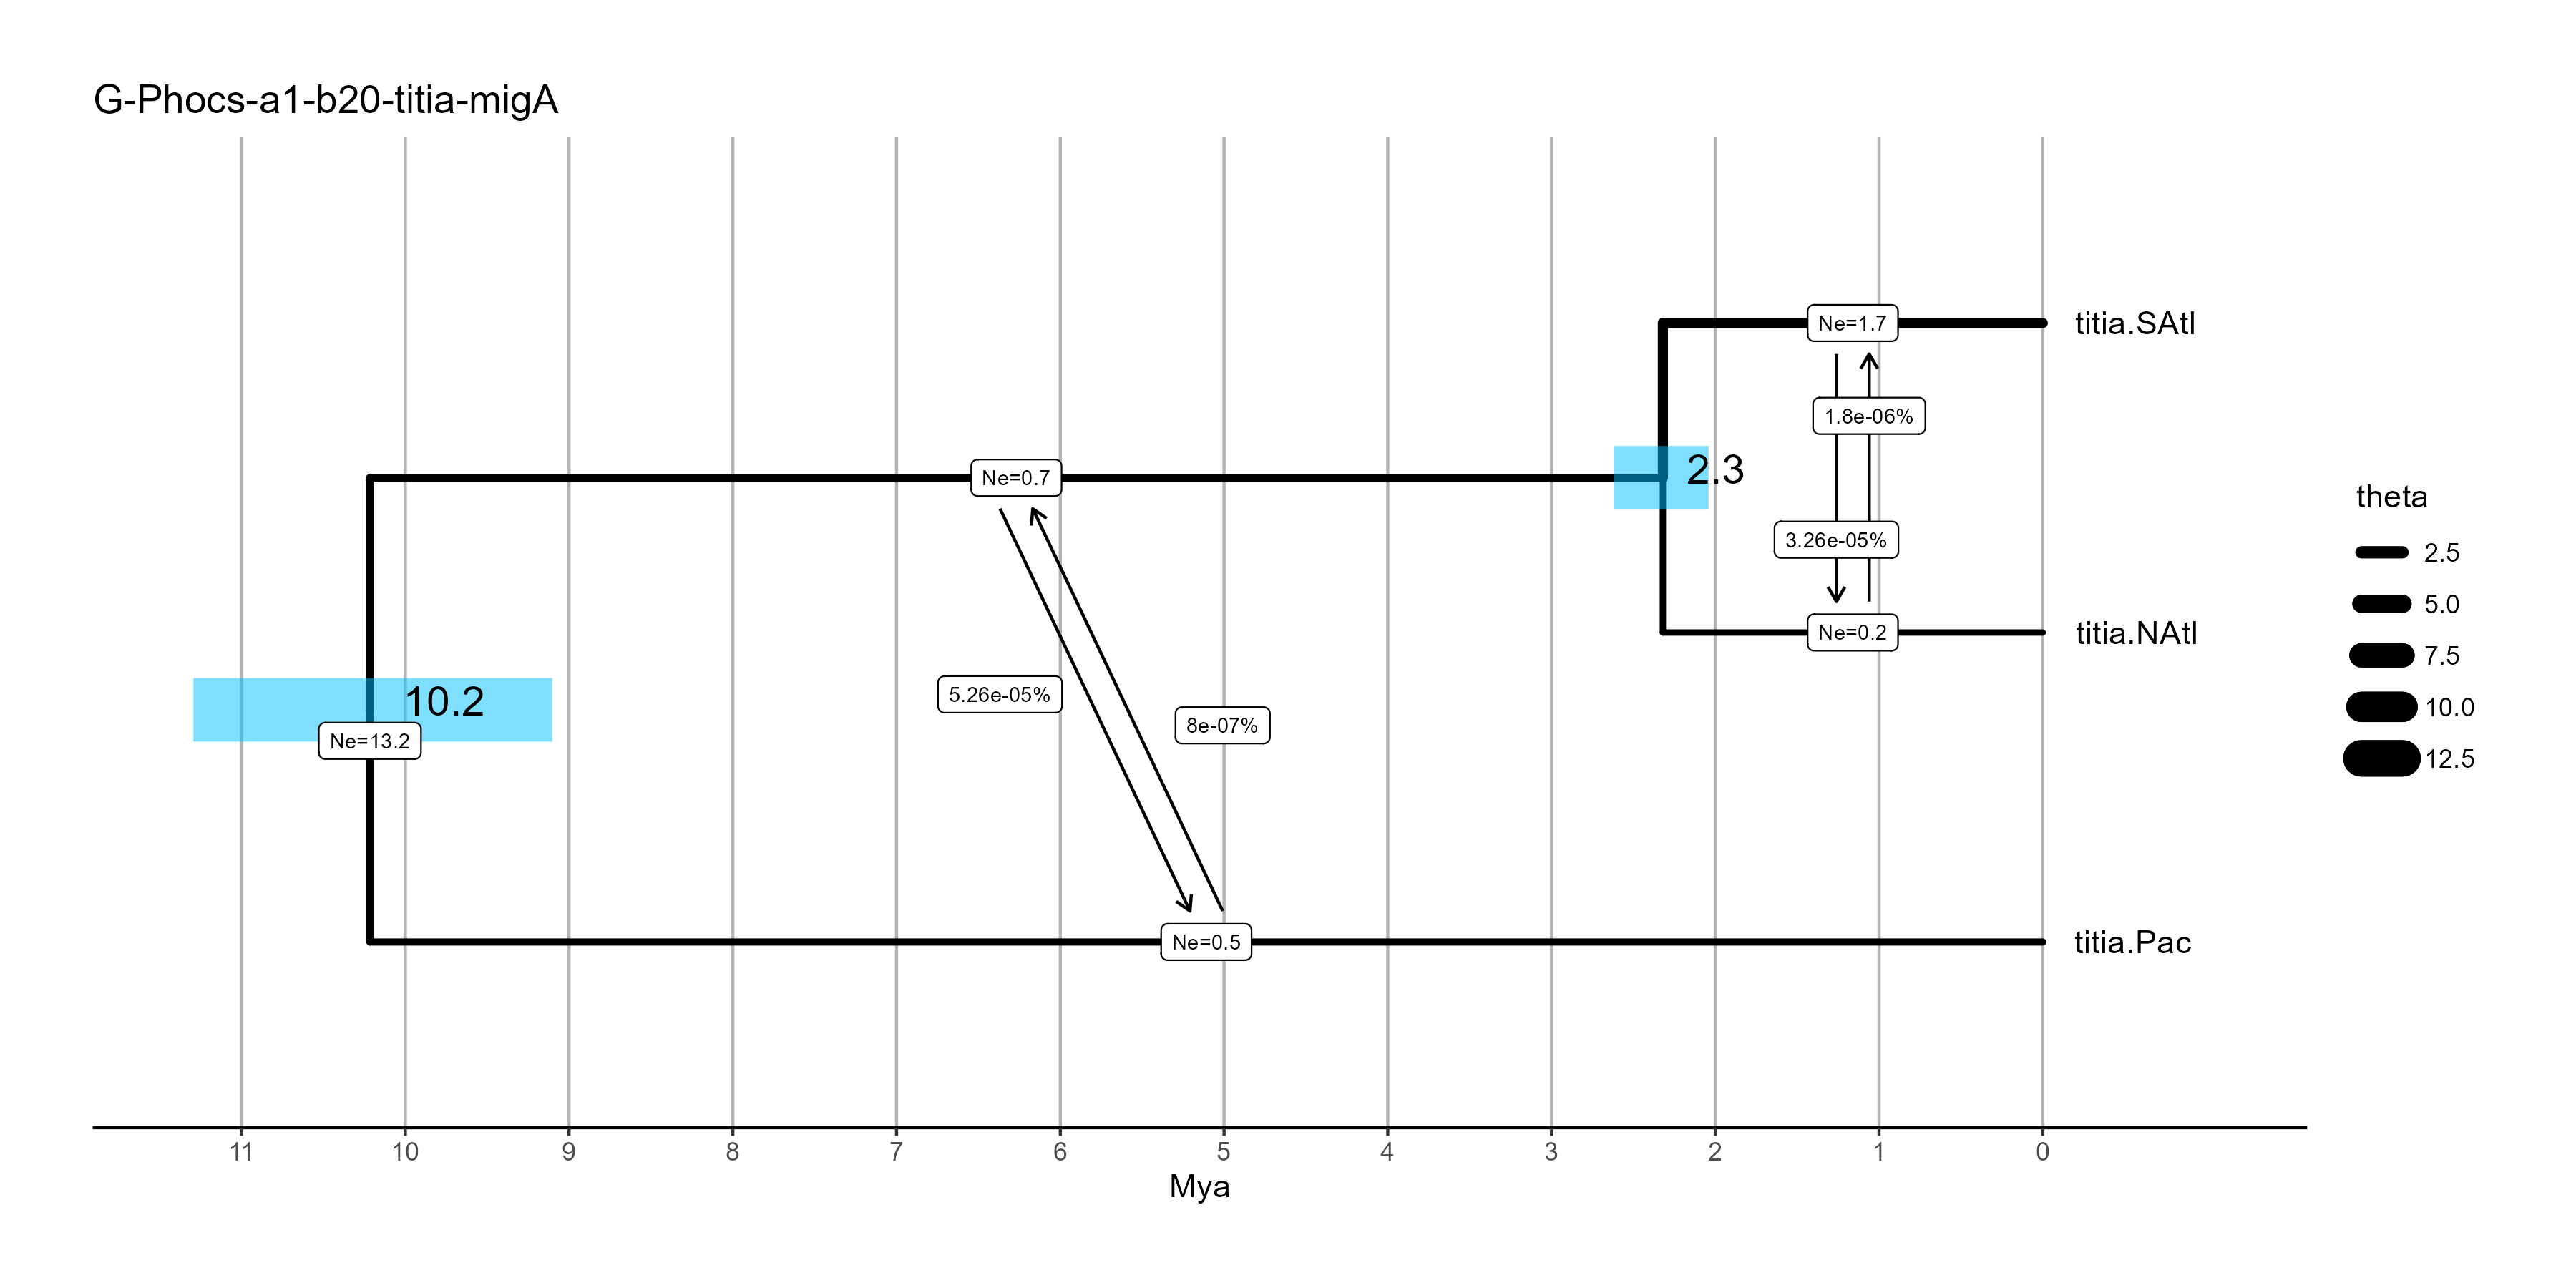 G-Phocs-a1-b20-titia-migA
Ne=1.7
titia.SAtl
1.8e-06%
Ne=0.7
2.3
theta
3.26e-05%
2.5
5.0
Ne=0.2
titia.NAtl
7.5
5.26e-05%
10.2
10.0
8e-07%
Ne=13.2
12.5
Ne=0.5
titia.Pac
11 10 9 8 7 6 5 4 3 2 1 0
Mya